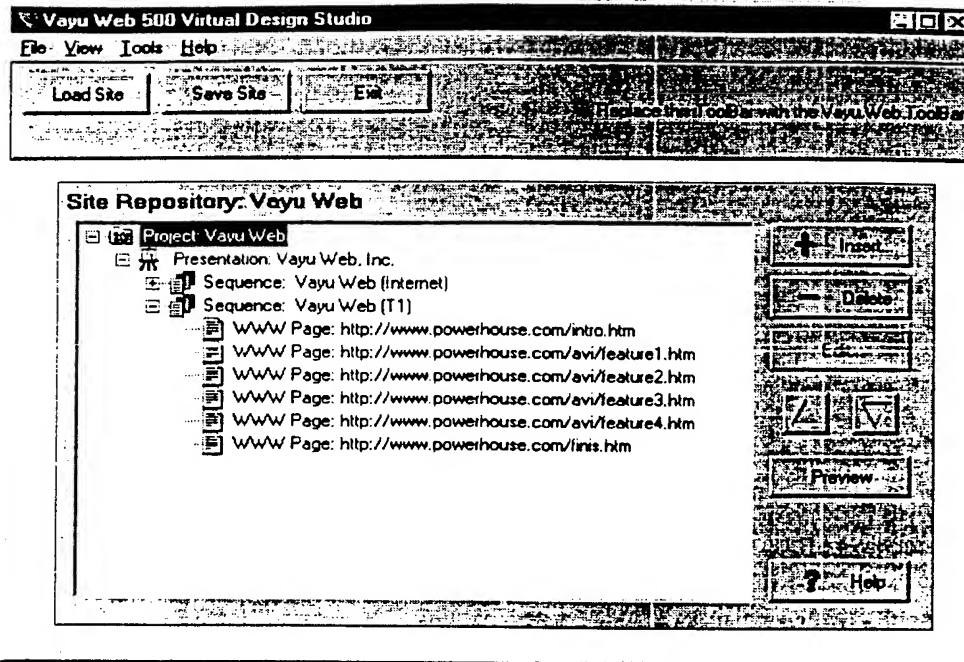 Vayu Web 500 Virtual Design Studio
File View Tools Help
Load Site Save Site Exit
Replace then ToolBar with the Vayu Web ToolBar
Site Repository: Vayu Web
Project: Vayu Web
Presentation: Vayu Web, Inc.
Sequence: Vayu Web (Internet)
Sequence: Vayu Web (T1)
WWW Page: http://www.powerhouse.com/intro.htm
WWW Page: http://www.powerhouse.com/avi/feature1.htm
WWW Page: http://www.powerhouse.com/avi/feature2.htm
WWW Page: http://www.powerhouse.com/avi/feature3.htm
WWW Page: http://www.powerhouse.com/avi/feature4.htm
WWW Page: http://www.powerhouse.com/finis.htm
Insert
Delete
Edit...
Preview
? Help